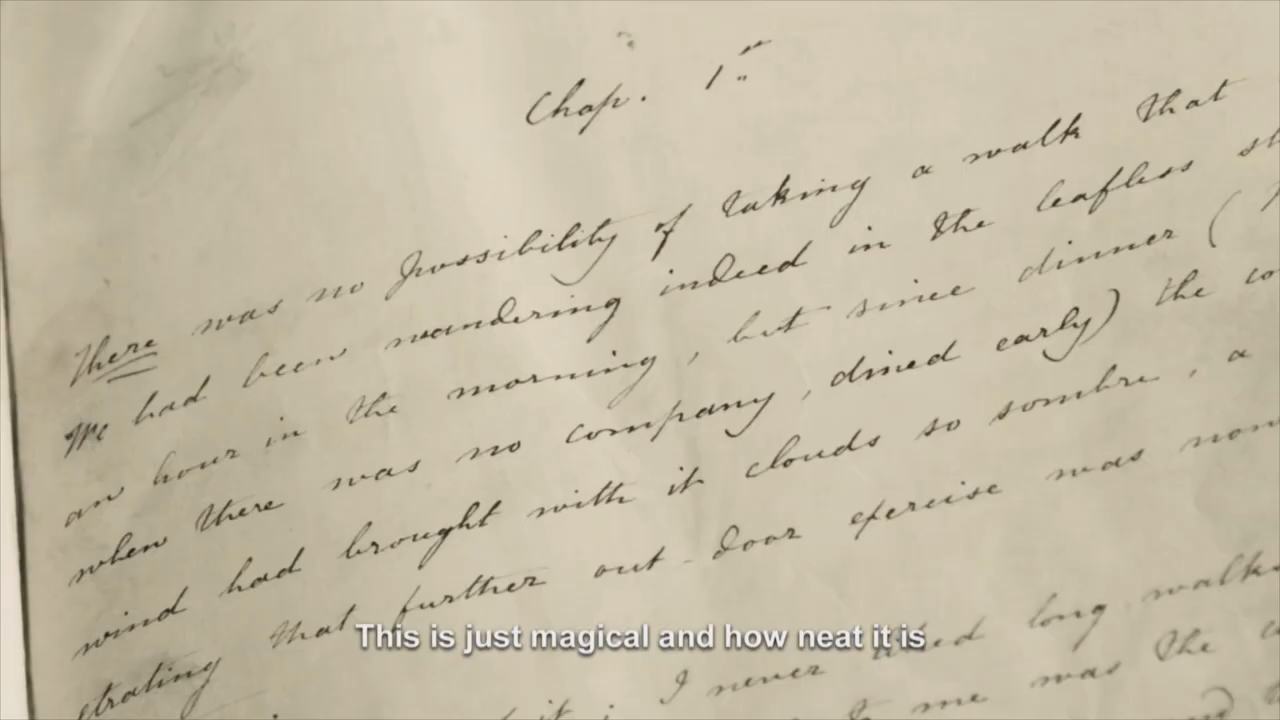 Chap. 1st
There was no possibility of taking a walk that
We had been wandering indeed in the leafless
an hour in the morning, but since dinner (
when there was no company, dined early) the
wind had brought with it clouds so sombre, a
strating that further out-door exercise was
I never liked long walks
to me was the
This is just magical and how neat it is